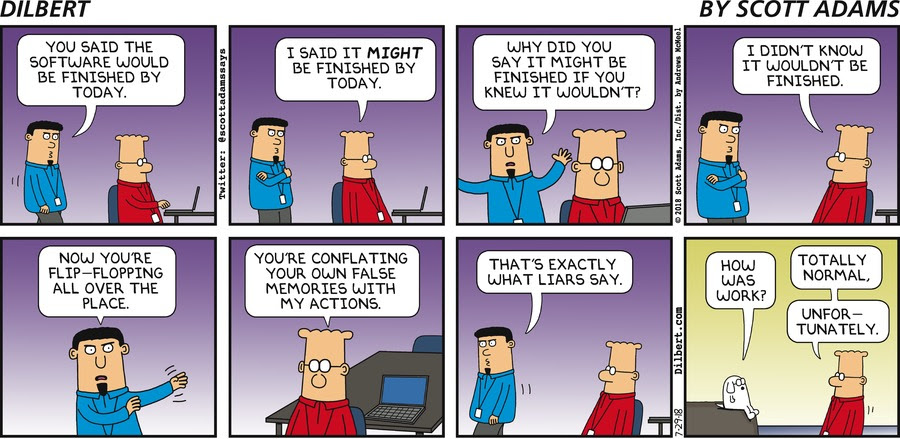 DILBERT
BY SCOTT ADAMS
YOU SAID THE
SOFTWARE WOULD
BE FINISHED BY
TODAY.
Twitter: @scottadamssays
I SAID IT MIGHT
BE FINISHED BY
TODAY.
WHY DID YOU
SAY IT MIGHT BE
FINISHED IF YOU
KNEW IT WOULDN'T?
© 2018 Scott Adams, Inc./Dist. by Andrews McMeel
I DIDN'T KNOW
IT WOULDN'T BE
FINISHED.
NOW YOU'RE
FLIP-FLOPPING
ALL OVER THE
PLACE.
YOU'RE CONFLATING
YOUR OWN FALSE
MEMORIES WITH
MY ACTIONS.
THAT'S EXACTLY
WHAT LIARS SAY.
7-29-18 Dilbert.com
HOW
WAS
WORK?
TOTALLY
NORMAL,
UNFOR-
TUNATELY.